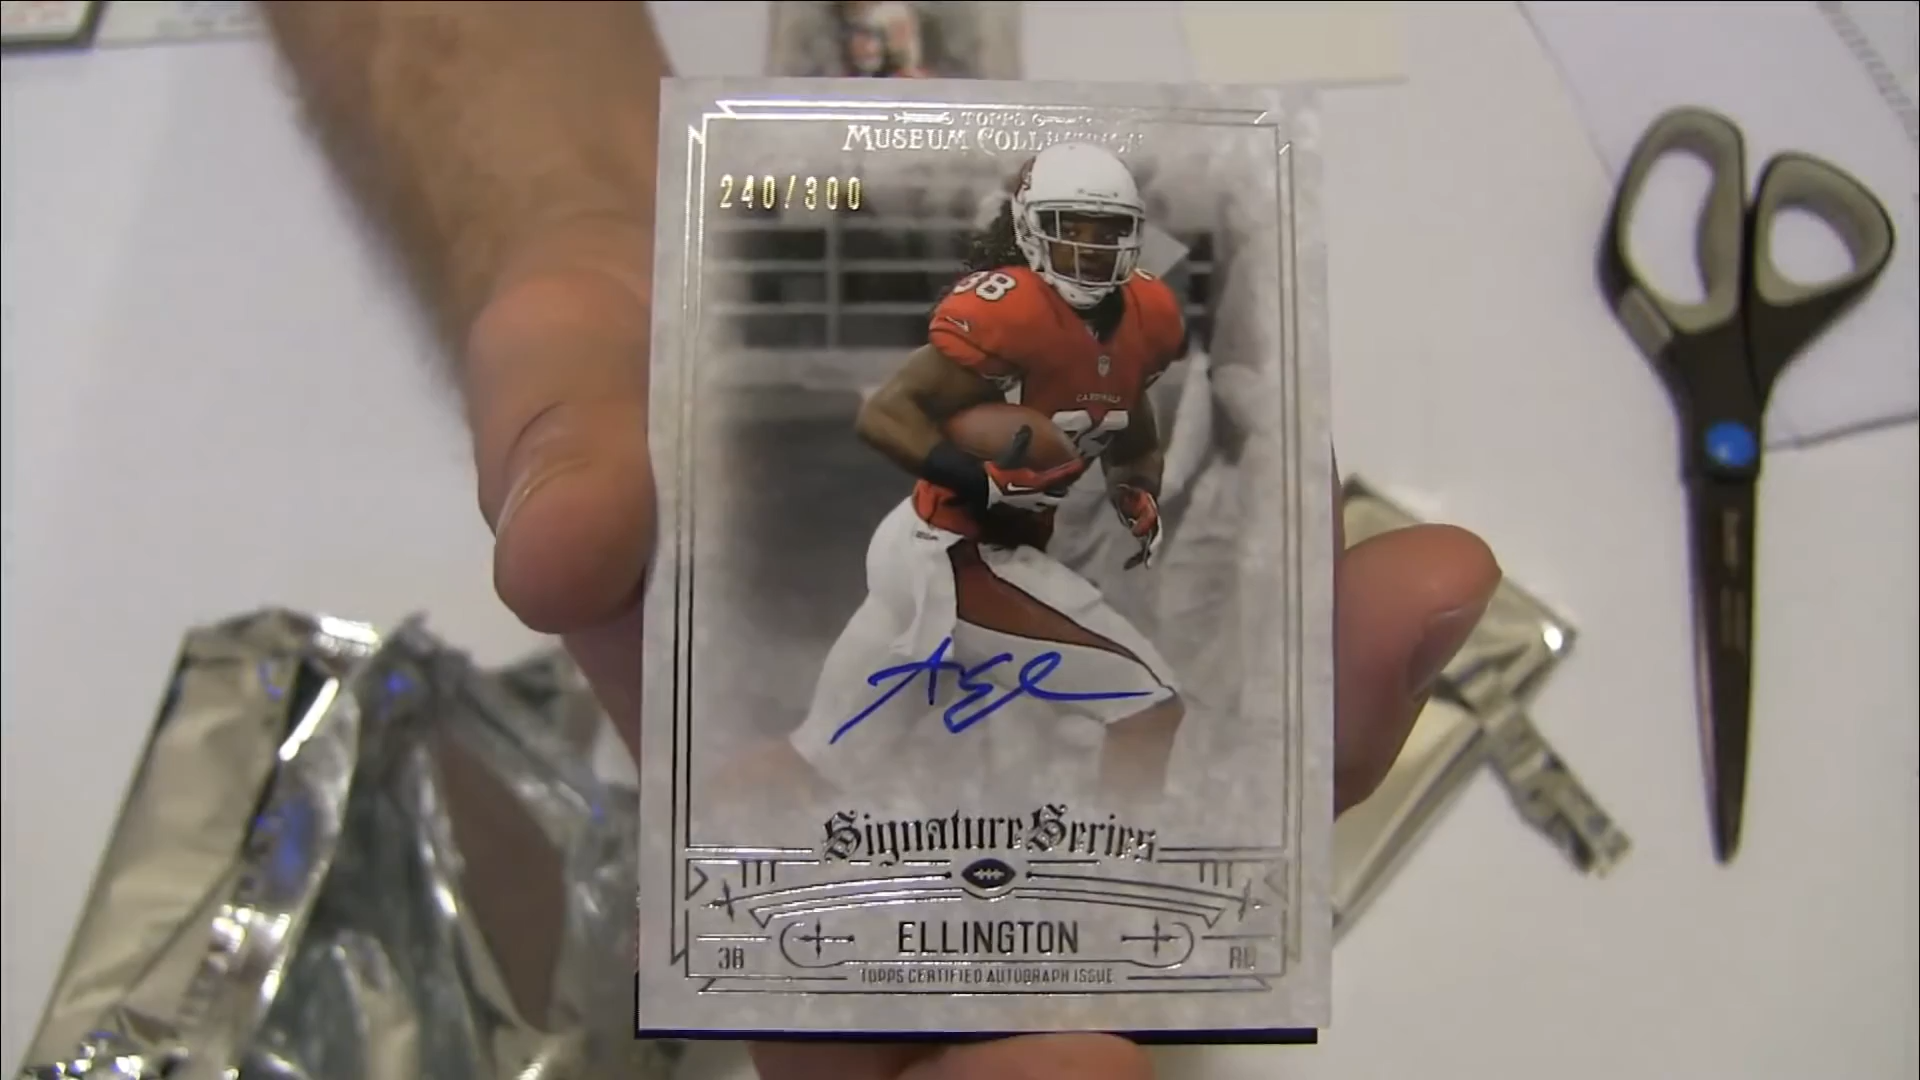 TOPPS
MUSEUM COLLECTION
240/300
38
CARDINALS
Signature Series
ELLINGTON
38
RB
TOPPS CERTIFIED AUTOGRAPH ISSUE